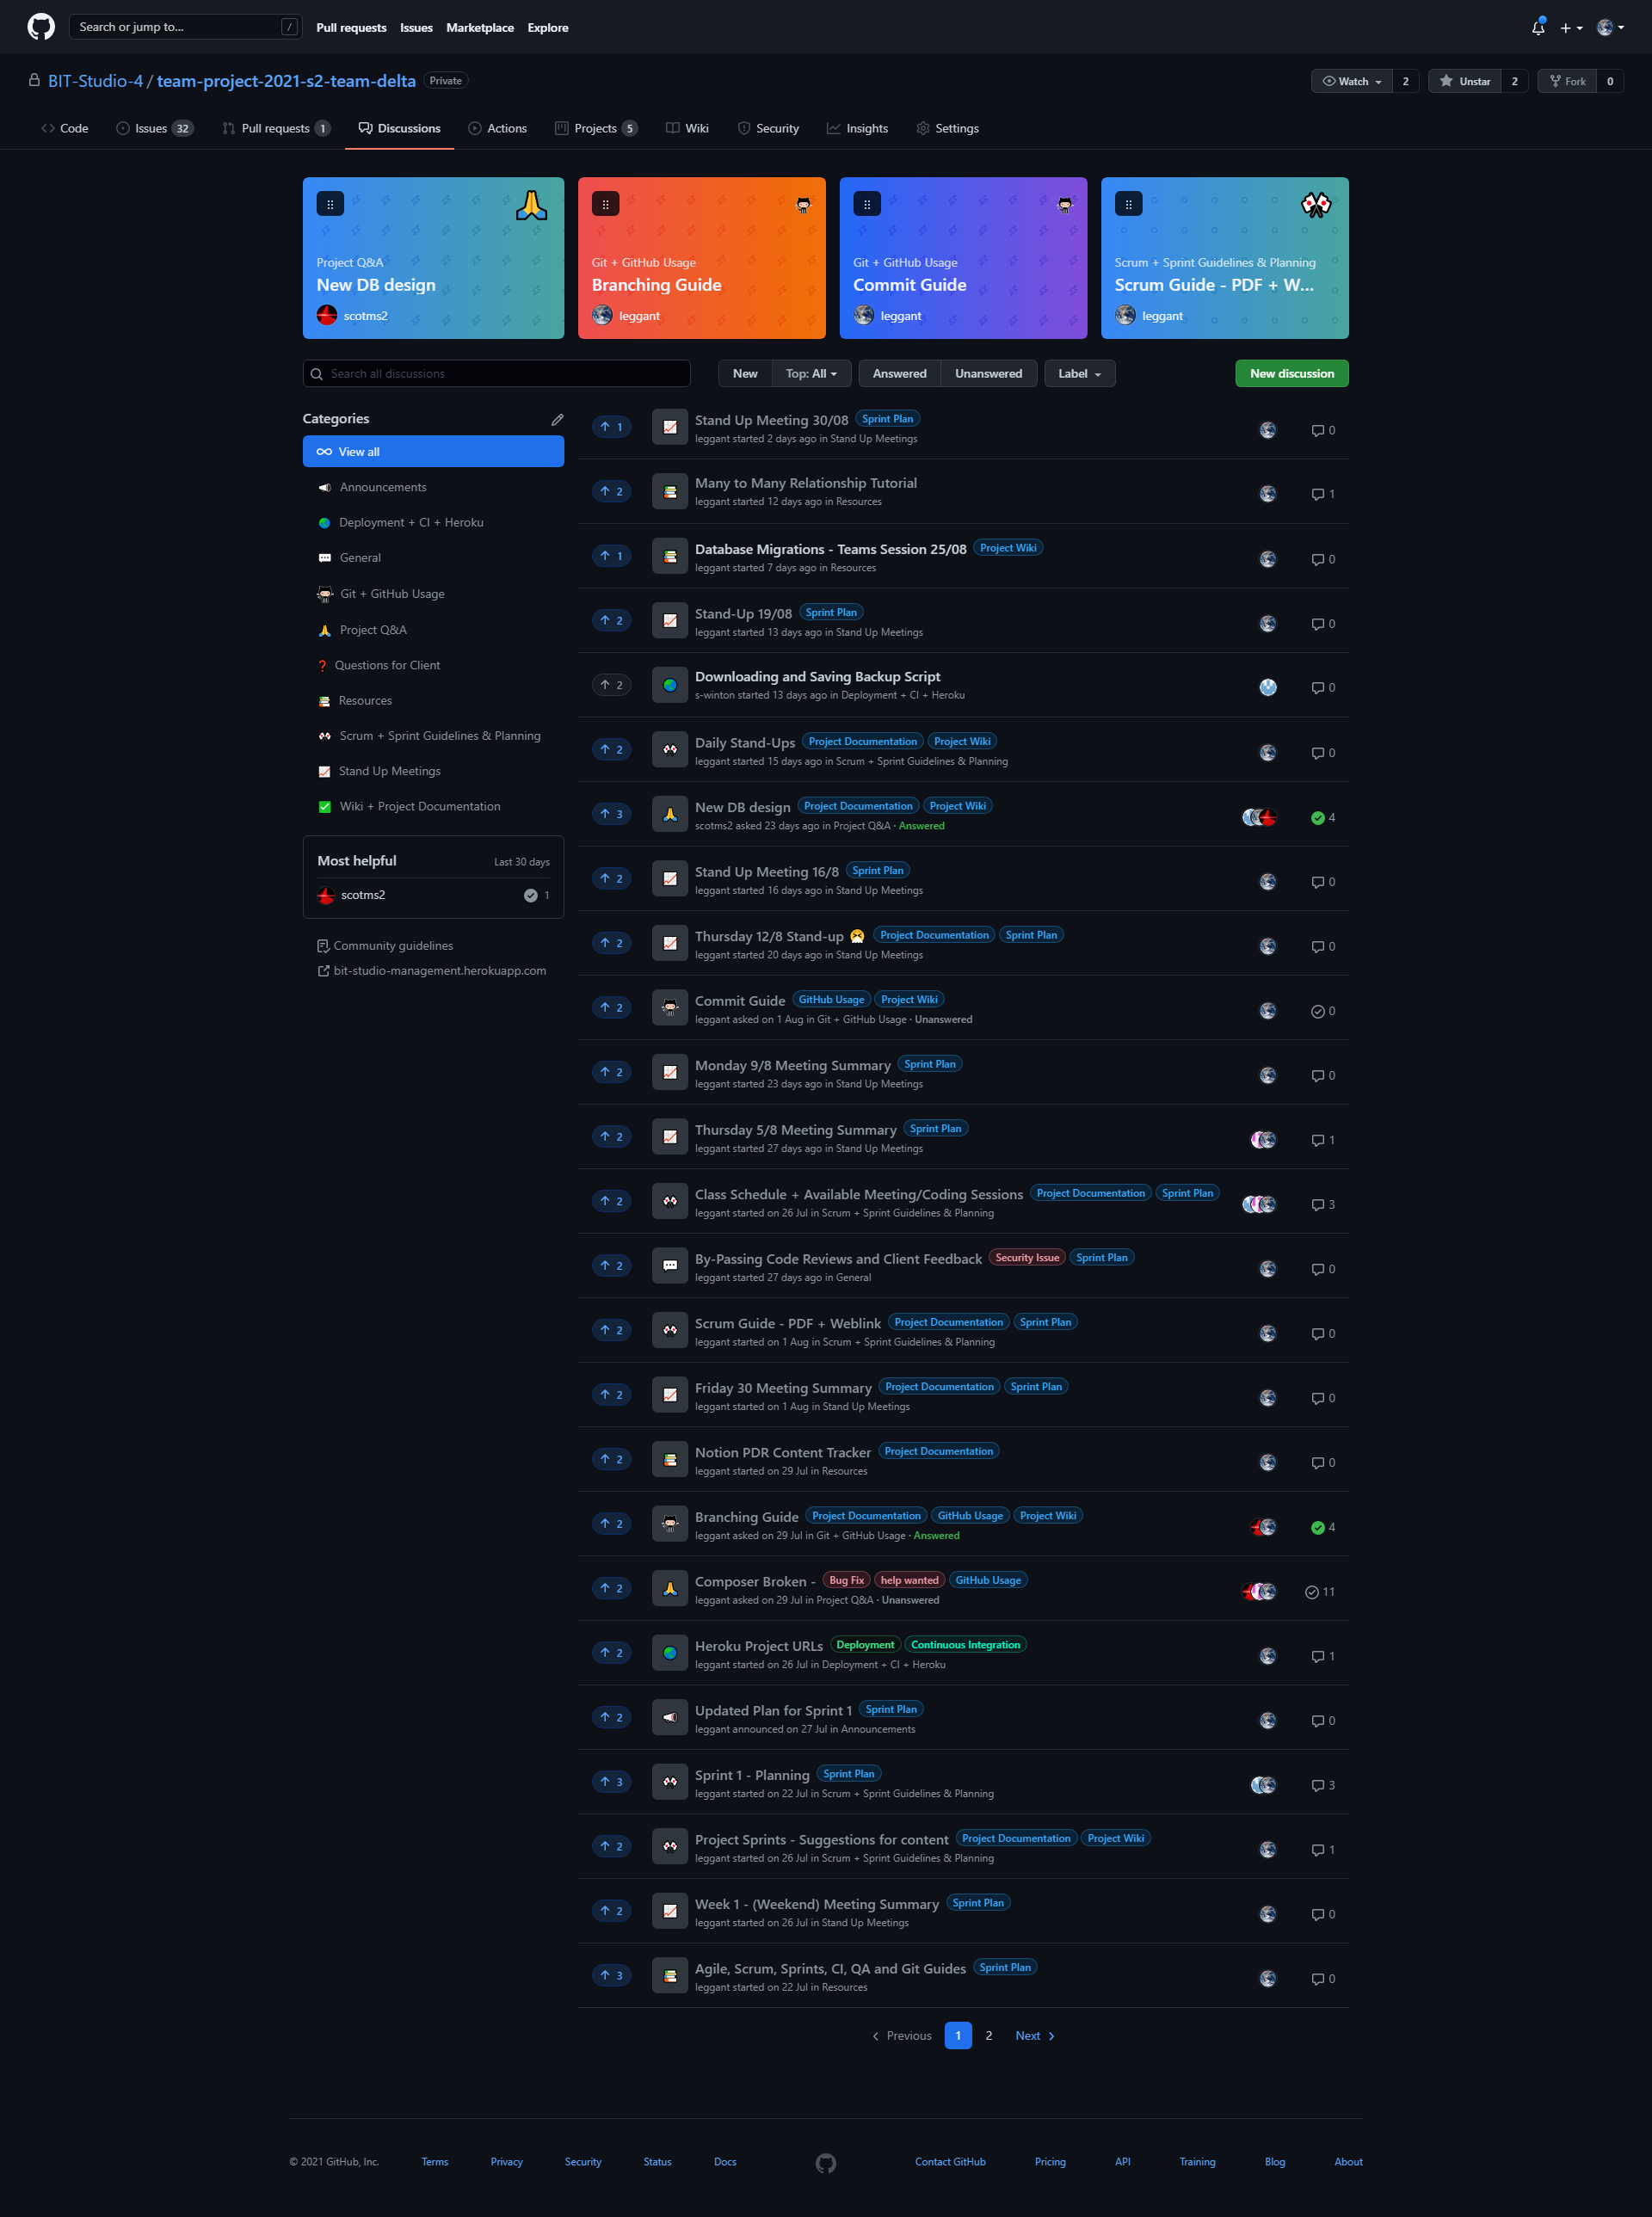 Search or jump to... /
Pull requests Issues Marketplace Explore
BIT-Studio-4 / team-project-2021-s2-team-delta Private
Watch 2 Unstar 2 Fork 0
Code Issues 32 Pull requests 1 Discussions Actions Projects 5 Wiki Security Insights Settings
Project Q&A
New DB design
scotms2
Git + GitHub Usage
Branching Guide
leggant
Git + GitHub Usage
Commit Guide
leggant
Scrum + Sprint Guidelines & Planning
Scrum Guide - PDF + W...
leggant
Search all discussions
New Top: All Answered Unanswered Label New discussion
Categories
View all
Announcements
Deployment + CI + Heroku
General
Git + GitHub Usage
Project Q&A
Questions for Client
Resources
Scrum + Sprint Guidelines & Planning
Stand Up Meetings
Wiki + Project Documentation
Most helpful Last 30 days
scotms2 1
Community guidelines
bit-studio-management.herokuapp.com
1 Stand Up Meeting 30/08 Sprint Plan 0
leggant started 2 days ago in Stand Up Meetings
2 Many to Many Relationship Tutorial 1
leggant started 12 days ago in Resources
1 Database Migrations - Teams Session 25/08 Project Wiki 0
leggant started 7 days ago in Resources
2 Stand-Up 19/08 Sprint Plan 0
leggant started 13 days ago in Stand Up Meetings
2 Downloading and Saving Backup Script 0
s-winton started 13 days ago in Deployment + CI + Heroku
2 Daily Stand-Ups Project Documentation Project Wiki 0
leggant started 15 days ago in Scrum + Sprint Guidelines & Planning
3 New DB design Project Documentation Project Wiki 4
scotms2 asked 23 days ago in Project Q&A · Answered
2 Stand Up Meeting 16/8 Sprint Plan 0
leggant started 16 days ago in Stand Up Meetings
2 Thursday 12/8 Stand-up Project Documentation Sprint Plan 0
leggant started 20 days ago in Stand Up Meetings
2 Commit Guide GitHub Usage Project Wiki 0
leggant asked on 1 Aug in Git + GitHub Usage · Unanswered
2 Monday 9/8 Meeting Summary Sprint Plan 0
leggant started 23 days ago in Stand Up Meetings
2 Thursday 5/8 Meeting Summary Sprint Plan 1
leggant started 27 days ago in Stand Up Meetings
2 Class Schedule + Available Meeting/Coding Sessions Project Documentation Sprint Plan 3
leggant started on 26 Jul in Scrum + Sprint Guidelines & Planning
2 By-Passing Code Reviews and Client Feedback Security Issue Sprint Plan 0
leggant started 27 days ago in General
2 Scrum Guide - PDF + Weblink Project Documentation Sprint Plan 0
leggant started on 1 Aug in Scrum + Sprint Guidelines & Planning
2 Friday 30 Meeting Summary Project Documentation Sprint Plan 0
leggant started on 1 Aug in Stand Up Meetings
2 Notion PDR Content Tracker Project Documentation 0
leggant started on 29 Jul in Resources
2 Branching Guide Project Documentation GitHub Usage Project Wiki 4
leggant asked on 29 Jul in Git + GitHub Usage · Answered
2 Composer Broken - Bug Fix help wanted GitHub Usage 11
leggant asked on 29 Jul in Project Q&A · Unanswered
2 Heroku Project URLs Deployment Continuous Integration 1
leggant started on 26 Jul in Deployment + CI + Heroku
2 Updated Plan for Sprint 1 Sprint Plan 0
leggant announced on 27 Jul in Announcements
3 Sprint 1 - Planning Sprint Plan 3
leggant started on 22 Jul in Scrum + Sprint Guidelines & Planning
2 Project Sprints - Suggestions for content Project Documentation Project Wiki 1
leggant started on 26 Jul in Scrum + Sprint Guidelines & Planning
2 Week 1 - (Weekend) Meeting Summary Sprint Plan 0
leggant started on 26 Jul in Stand Up Meetings
3 Agile, Scrum, Sprints, CI, QA and Git Guides Sprint Plan 0
leggant started on 22 Jul in Resources
Previous 1 2 Next
© 2021 GitHub, Inc. Terms Privacy Security Status Docs Contact GitHub Pricing API Training Blog About